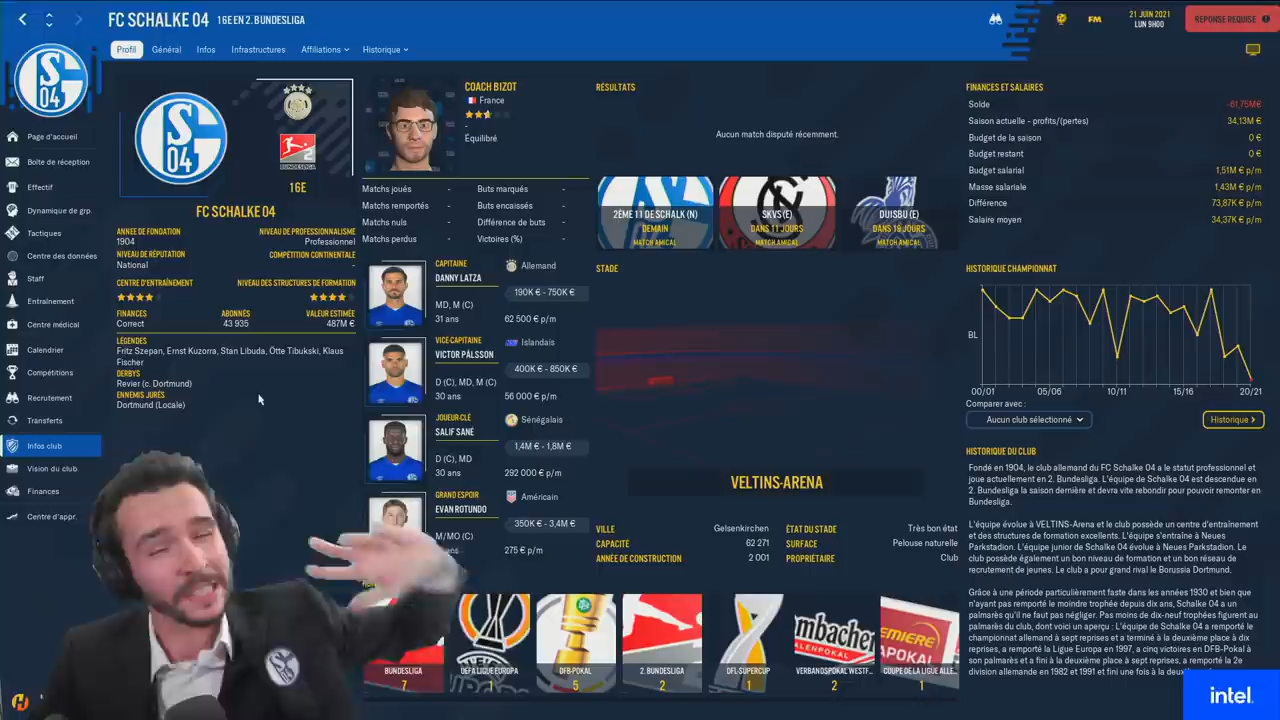 FC SCHALKE 04
16E EN 2. BUNDESLIGA
FM
21 JUIN 2021
LUN 9H00
RÉPONSE REQUISE
Profil
Général
Infos
Infrastructures
Affiliations
Historique
Page d'accueil
Boîte de réception
Effectif
Dynamique de grp.
Tactiques
Centre des données
Staff
Entraînement
Centre médical
Calendrier
Compétitions
Recrutement
Transferts
Infos club
Vision du club
Finances
Centre d'appr.
BUNDESLIGA
16E
FC SCHALKE 04
ANNÉE DE FONDATION
1904
NIVEAU DE PROFESSIONNALISME
Professionnel
NIVEAU DE RÉPUTATION
National
COMPÉTITION CONTINENTALE
-
CENTRE D'ENTRAÎNEMENT
NIVEAU DES STRUCTURES DE FORMATION
FINANCES
Correct
ABONNÉS
43 935
VALEUR ESTIMÉE
487M €
LÉGENDES
Fritz Szepan, Ernst Kuzorra, Stan Libuda, Ötte Tibukski, Klaus
Fischer
DERBYS
Revier (c. Dortmund)
ENNEMIS JURÉS
Dortmund (Locale)
COACH BIZOT
France
-
Équilibré
Matchs joués -
Buts marqués -
Matchs remportés -
Buts encaissés -
Matchs nuls -
Différence de buts -
Matchs perdus -
Victoires (%) -
CAPITAINE
DANNY LATZA
Allemand
190K € - 750K €
MD, M (C)
31 ans
62 500 € p/m
VICE-CAPITAINE
VICTOR PÁLSSON
Islandais
400K € - 850K €
D (C), MD, M (C)
30 ans
56 000 € p/m
JOUEUR-CLÉ
SALIF SANÉ
Sénégalais
1,4M € - 1,8M €
D (C), MD
30 ans
292 000 € p/m
GRAND ESPOIR
EVAN ROTUNDO
Américain
350K € - 3,4M €
M/MO (C)
275 € p/m
BUNDESLIGA
7
UEFA LIGUE EUROPA
1
DFB-POKAL
5
2. BUNDESLIGA
2
DFL-SUPERCUP
1
VERBANDSPOKAL WESTF...
2
COUPE DE LA LIGUE ALLE...
1
RÉSULTATS
Aucun match disputé récemment.
2ÈME 11 DE SCHALK (N)
DEMAIN
MATCH AMICAL
SKVS (E)
DANS 11 JOURS
MATCH AMICAL
DUISBU (E)
DANS 19 JOURS
MATCH AMICAL
STADE
VELTINS-ARENA
VILLE
Gelsenkirchen
ÉTAT DU STADE
Très bon état
CAPACITÉ
62 271
SURFACE
Pelouse naturelle
ANNÉE DE CONSTRUCTION
2 001
PROPRIÉTAIRE
Club
FINANCES ET SALAIRES
Solde -61,75M€
Saison actuelle - profits/(pertes) 34,13M €
Budget de la saison 0 €
Budget restant 0 €
Budget salarial 1,51M € p/m
Masse salariale 1,43M € p/m
Différence 73,87K € p/m
Salaire moyen 34,37K € p/m
HISTORIQUE CHAMPIONNAT
BL
00/01 05/06 10/11 15/16 20/21
Comparer avec :
Aucun club sélectionné
Historique >
HISTORIQUE DU CLUB
Fondé en 1904, le club allemand du FC Schalke 04 a le statut professionnel et
joue actuellement en 2. Bundesliga. L'équipe de Schalke 04 est descendue en
2. Bundesliga la saison dernière et devra vite rebondir pour pouvoir remonter en
Bundesliga.
L'équipe évolue à VELTINS-Arena et le club possède un centre d'entraînement
et des structures de formation excellents. L'équipe s'entraîne à Neues
Parkstadion. L'équipe junior de Schalke 04 évolue à Neues Parkstadion. Le
club possède également un bon niveau de formation et un bon réseau de
recrutement de jeunes. Le club a pour grand rival le Borussia Dortmund.
Grâce à une période particulièrement faste dans les années 1930 et bien que
n'ayant pas remporté le moindre trophée depuis dix ans, Schalke 04 a un
palmarès qu'il ne faut pas négliger. Pas moins de dix-neuf trophées figurent au
palmarès du club, dont voici un aperçu : L'équipe de Schalke 04 a remporté le
championnat allemand à sept reprises et a terminé à la deuxième place à dix
reprises, a remporté la Ligue Europa en 1997, a cinq victoires en DFB-Pokal à
son palmarès et a fini à la deuxième place à sept reprises, a remporté la 2e
division allemande en 1982 et 1991 et fini une fois à la deux
intel.